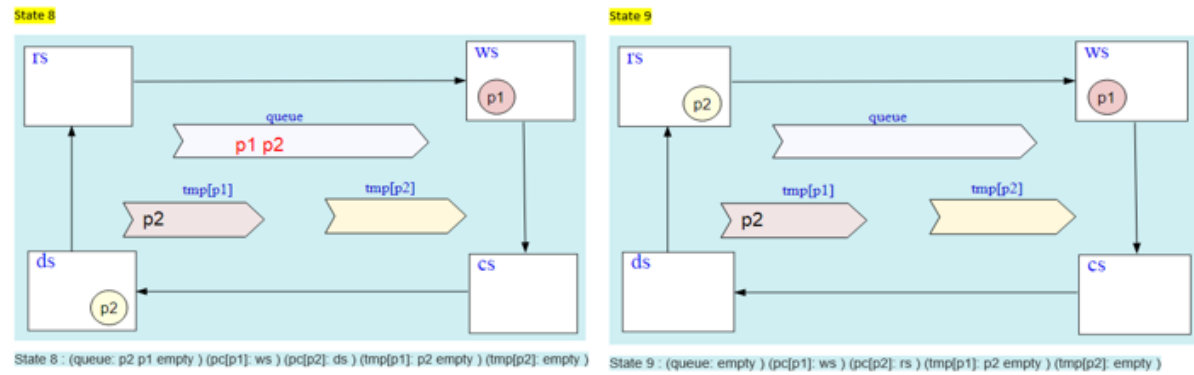 State 8
rs
ws
p1
queue
p1 p2
tmp[p1]
tmp[p2]
p2
ds
p2
cs
State 8 : (queue: p2 p1 empty ) (pc[p1]: ws ) (pc[p2]: ds ) (tmp[p1]: p2 empty ) (tmp[p2]: empty )
State 9
rs
p2
ws
p1
queue
tmp[p1]
tmp[p2]
p2
ds
cs
State 9 : (queue: empty ) (pc[p1]: ws ) (pc[p2]: rs ) (tmp[p1]: p2 empty ) (tmp[p2]: empty )